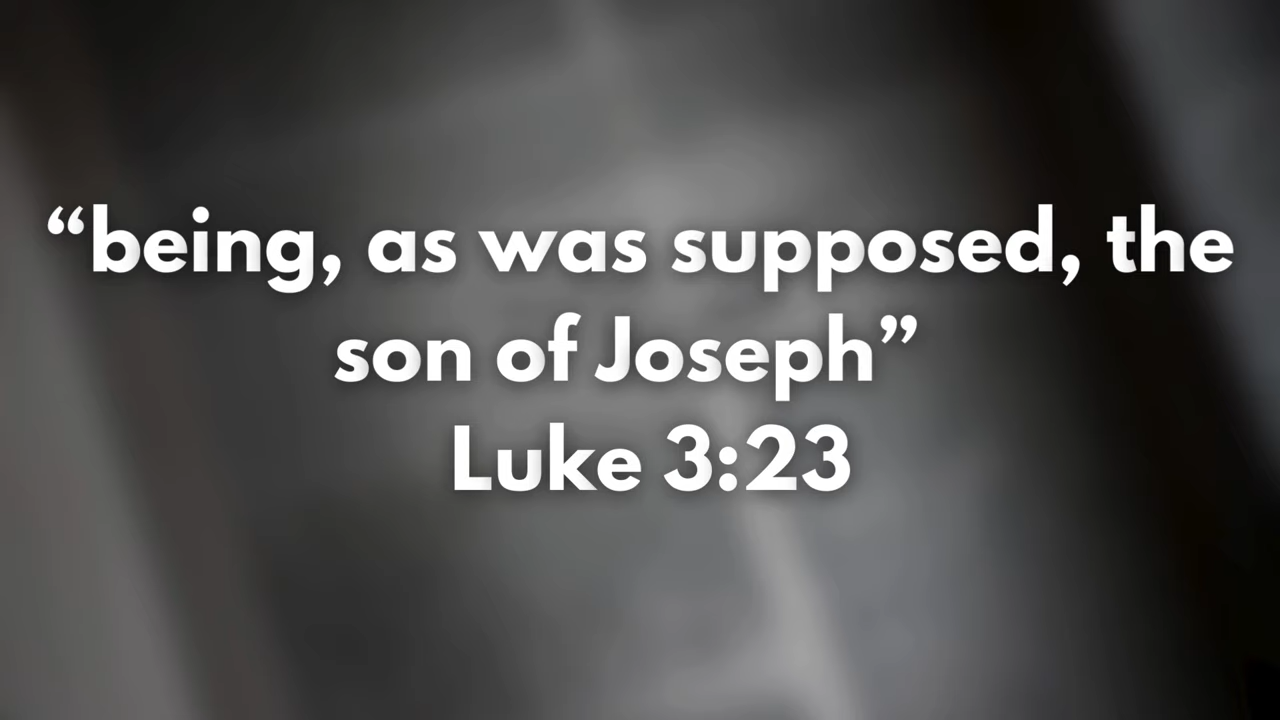 “being, as was supposed, the
son of Joseph”
Luke 3:23